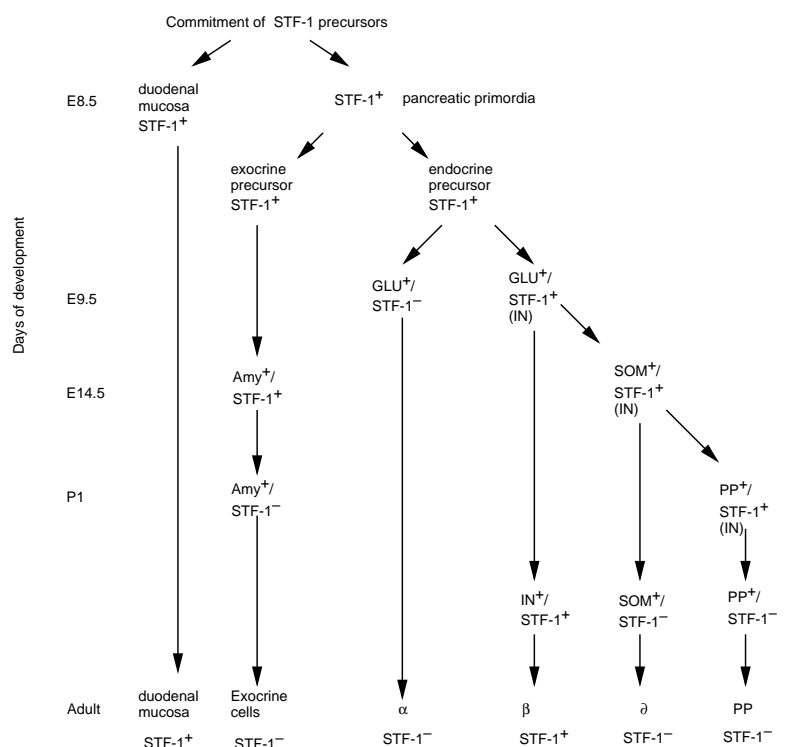 Commitment of STF-1 precursors
E8.5
duodenal
mucosa
STF-1+
STF-1+ pancreatic primordia
exocrine
precursor
STF-1+
endocrine
precursor
STF-1+
Days of development
E9.5
GLU+/
STF-1−
GLU+/
STF-1+
(IN)
E14.5
Amy+/
STF-1+
SOM+/
STF-1+
(IN)
P1
Amy+/
STF-1−
PP+/
STF-1+
(IN)
IN+/
STF-1+
SOM+/
STF-1−
PP+/
STF-1−
Adult
duodenal
mucosa
STF-1+
Exocrine
cells
STF-1−
α
STF-1−
β
STF-1+
∂
STF-1−
PP
STF-1−